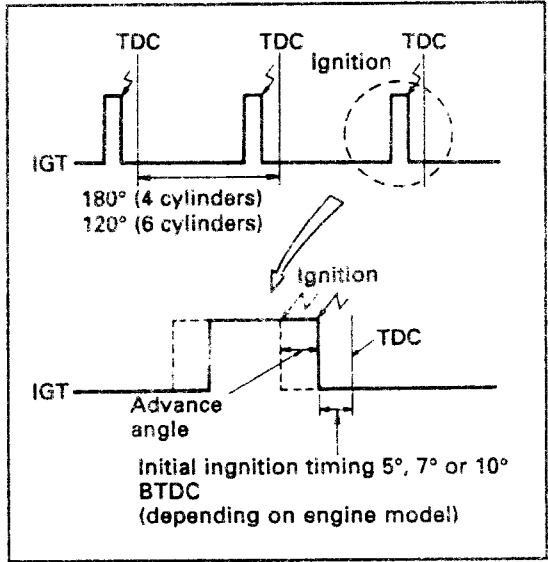 TDC
TDC
TDC
Ignition
IGT
180° (4 cylinders)
120° (6 cylinders)
Ignition
TDC
IGT
Advance
angle
Initial ingnition timing 5°, 7° or 10°
BTDC
(depending on engine model)